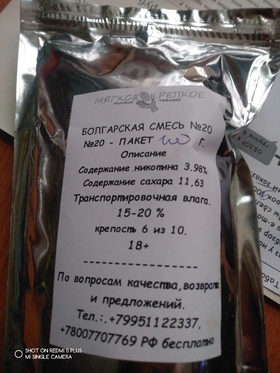 МЯГКОЕ КРЕПКОЕ
БОЛГАРСКАЯ СМЕСЬ №20
№20 - ПАКЕТ 100 Г.
Описание
Содержание никотина 3.98%
Содержание сахара 11,63
Транспортировочная влага.
15-20 %
крепость 6 из 10.
18+
По вопросам качества, возврата
и предложений.
Тел.:.+79951122337,
+78007707769 РФ бесплатно
SHOT ON REDMI 5 PLUS
MI SINGLE CAMERA